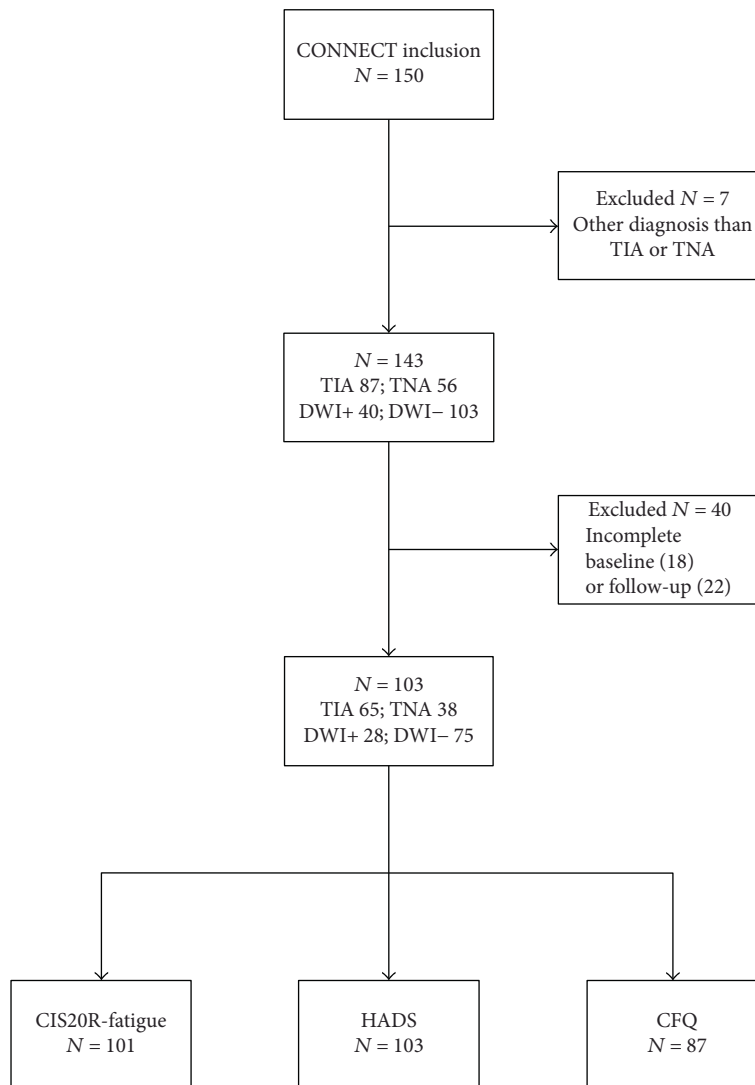 CONNECT inclusion
N = 150
Excluded N = 7
Other diagnosis than
TIA or TNA
N = 143
TIA 87; TNA 56
DWI+ 40; DWI− 103
Excluded N = 40
Incomplete
baseline (18)
or follow-up (22)
N = 103
TIA 65; TNA 38
DWI+ 28; DWI− 75
CIS20R-fatigue
N = 101
HADS
N = 103
CFQ
N = 87